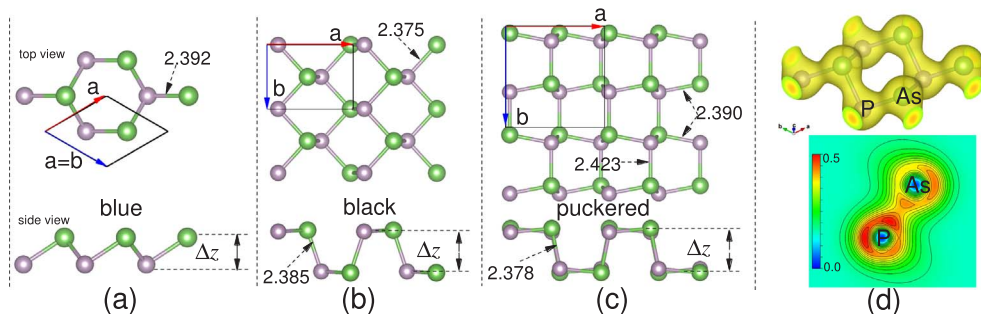 top view
a
2.392
a=b
blue
side view
Δz
(a)
a
2.375
b
black
Δz
2.385
(b)
a
b
2.390
2.423
puckered
Δz
2.378
(c)
P
As
b c a
0.5
As
P
0.0
(d)